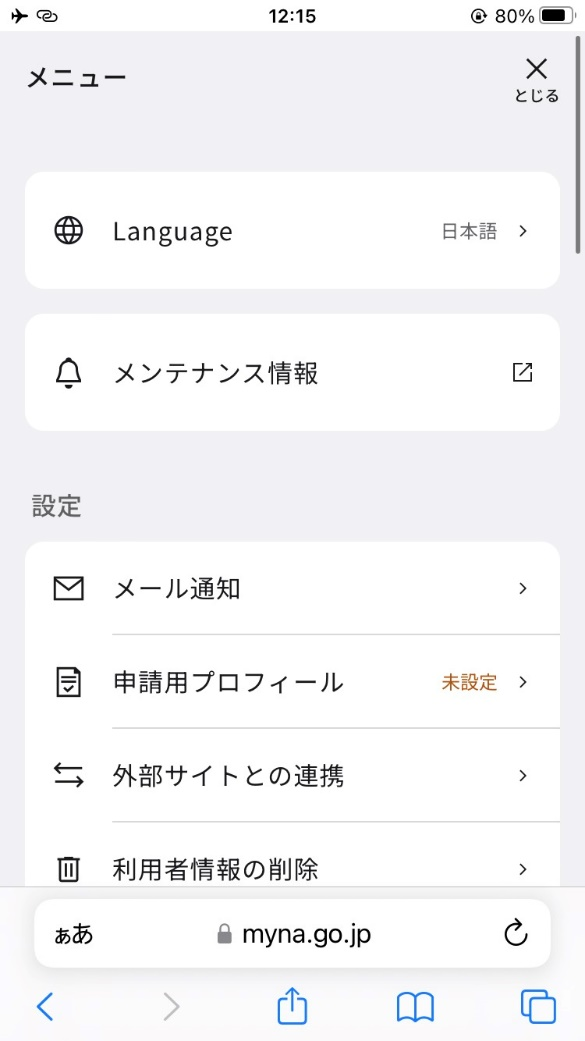 12:15
80%
メニュー
とじる
Language
日本語
メンテナンス情報
設定
メール通知
申請用プロフィール
未設定
外部サイトとの連携
利用者情報の削除
ぁあ
myna.go.jp